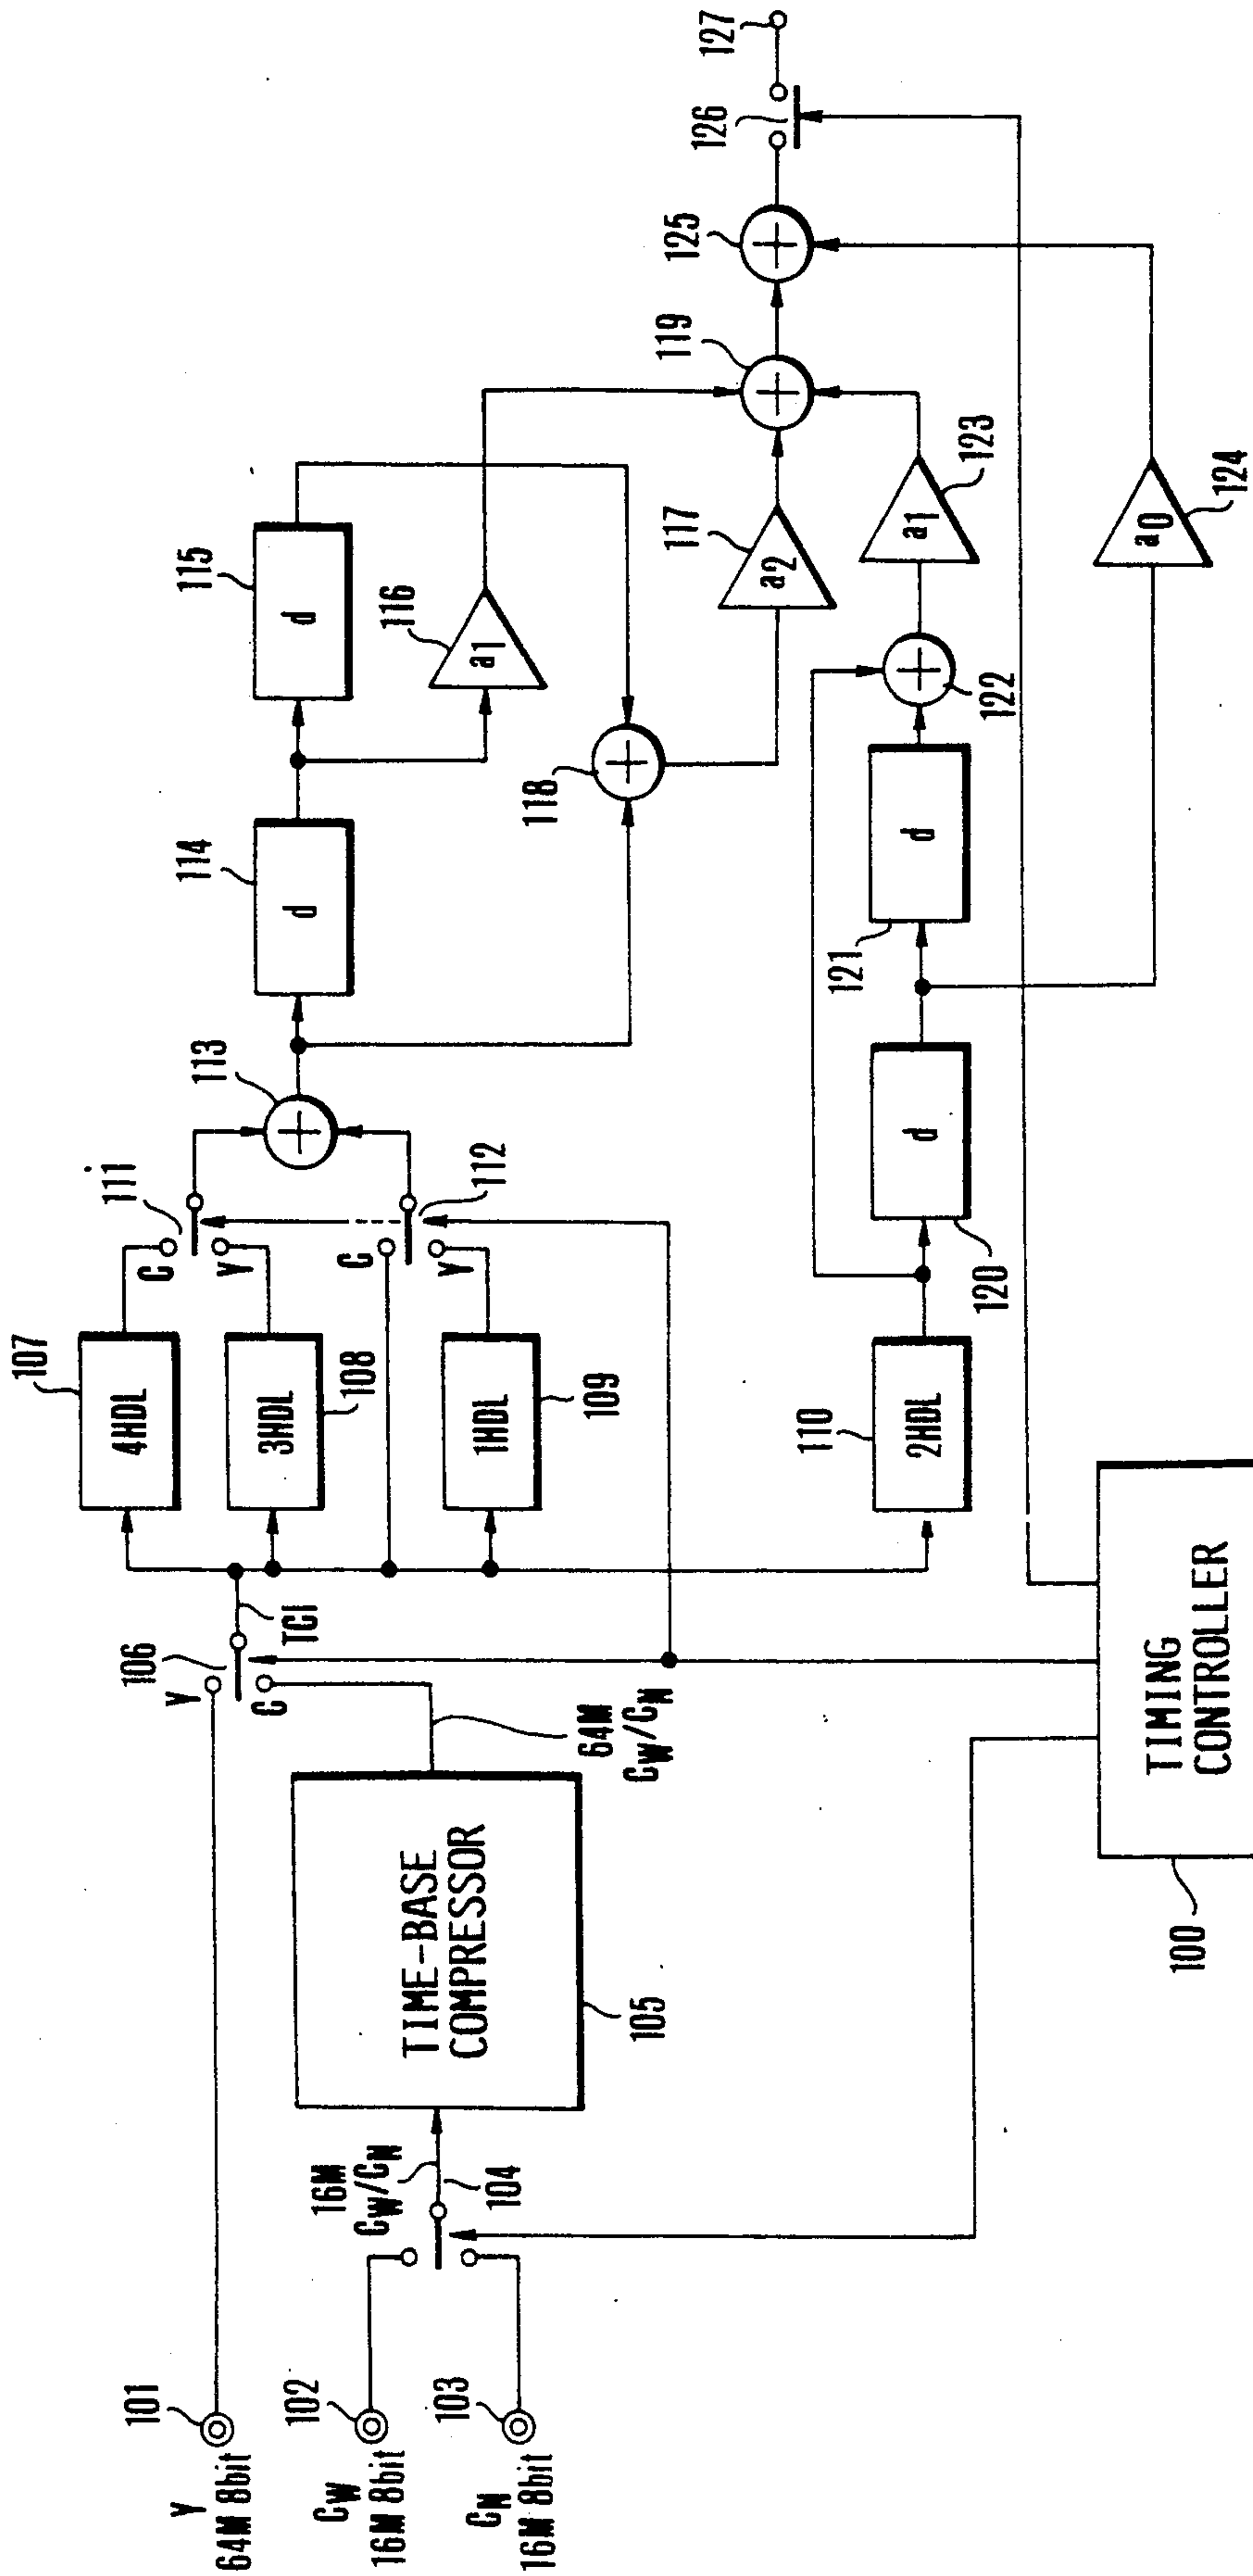 101
Y
64M 8bit
102
CW
16M 8bit
103
CN
16M 8bit
16M
CW/CN
104
TIME-BASE
COMPRESSOR
105
64M
CW/CN
106
Y
C
TCI
107
4HDL
3HDL
108
1HDL
109
110
2HDL
111
C
Y
112
C
Y
113
114
d
115
d
116
a1
118
117
a2
119
120
d
121
d
122
a1
123
a0
124
125
126
127
TIMING
CONTROLLER
100